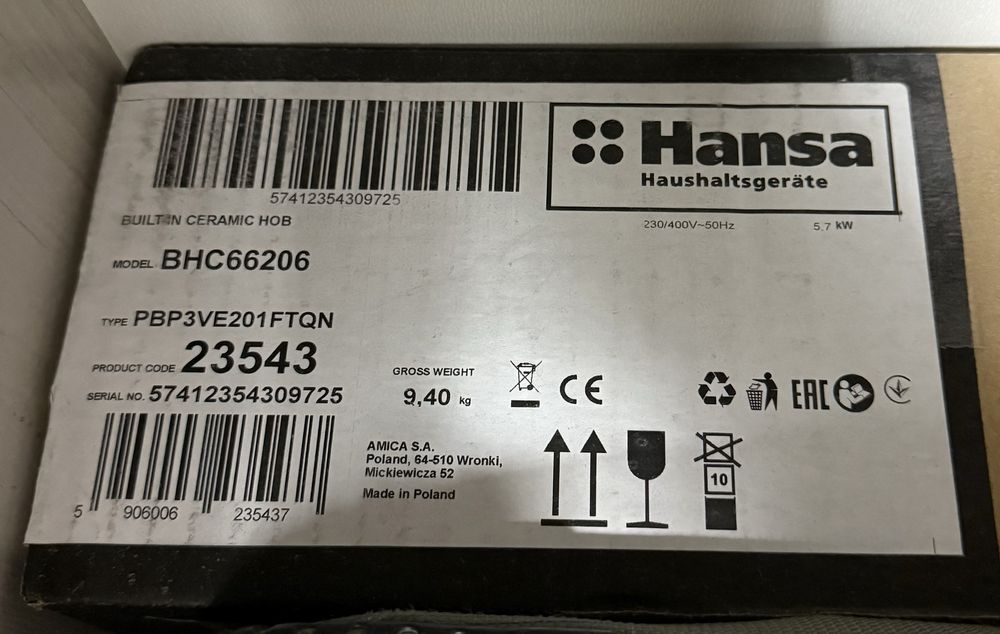 57412354309725
Hansa
Haushaltsgeräte
BUILT-IN CERAMIC HOB
230/400V~50Hz 5,7 kW
MODEL BHC66206
TYPE PBP3VE201FTQN
PRODUCT CODE 23543
SERIAL NO. 57412354309725
GROSS WEIGHT
9,40 kg
CE
EAC
AMICA S.A.
Poland, 64-510 Wronki,
Mickiewicza 52
Made in Poland
10
5 906006 235437